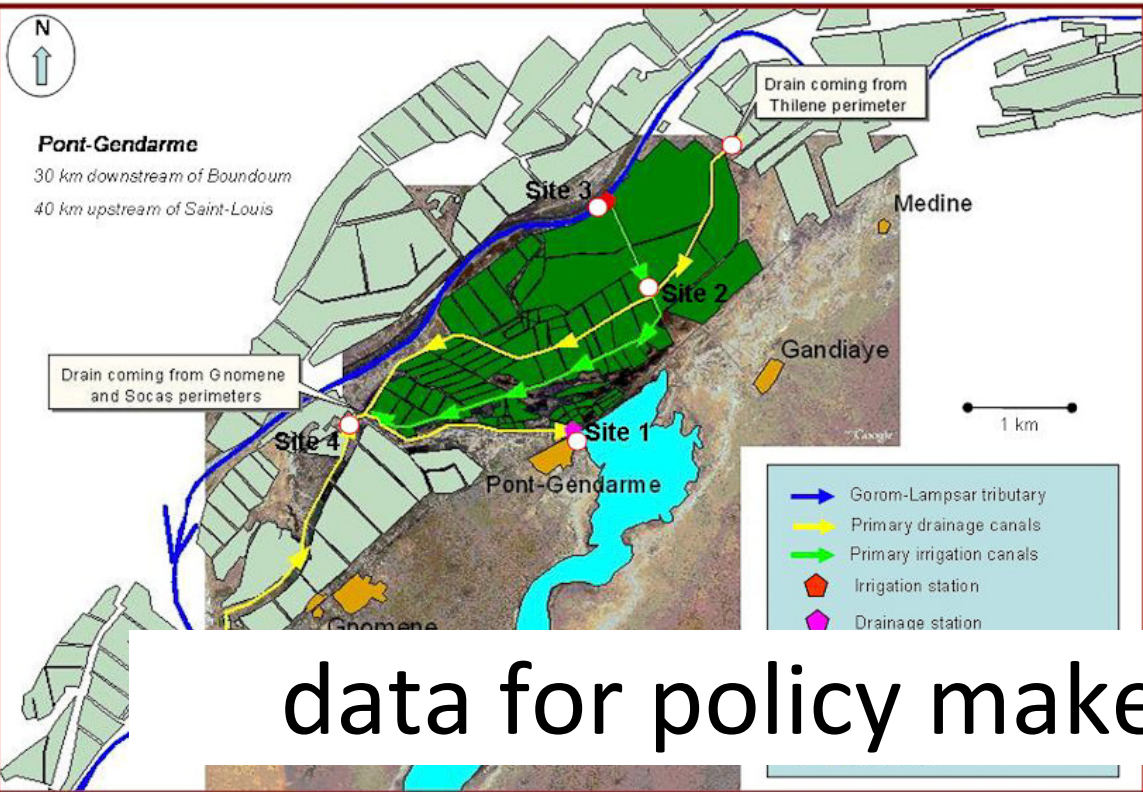 N
Drain coming from
Thilene perimeter
Pont-Gendarme
30 km downstream of Boundoum
40 km upstream of Saint-Louis
Site 3
Medine
Site 2
Gandiaye
Drain coming from Gnomene
and Socas perimeters
1 km
Site 4
Site 1
Google
Pont-Gendarme
Gorom-Lampsar tributary
Primary drainage canals
Primary irrigation canals
Irrigation station
Drainage station
Gnomene
data for policy make